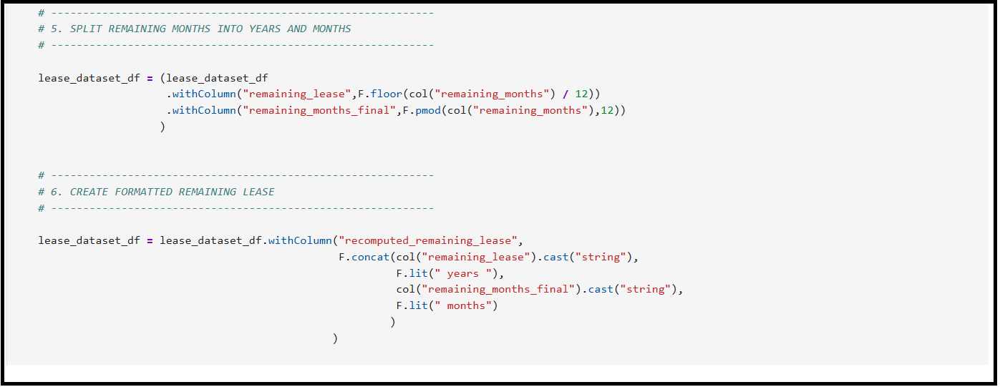 # ------------------------------------------------------------
# 5. SPLIT REMAINING MONTHS INTO YEARS AND MONTHS
# ------------------------------------------------------------
lease_dataset_df = (lease_dataset_df
.withColumn("remaining_lease",F.floor(col("remaining_months") / 12))
.withColumn("remaining_months_final",F.pmod(col("remaining_months"),12))
)
# ------------------------------------------------------------
# 6. CREATE FORMATTED REMAINING LEASE
# ------------------------------------------------------------
lease_dataset_df = lease_dataset_df.withColumn("recomputed_remaining_lease",
F.concat(col("remaining_lease").cast("string"),
F.lit(" years "),
col("remaining_months_final").cast("string"),
F.lit(" months")
)
)